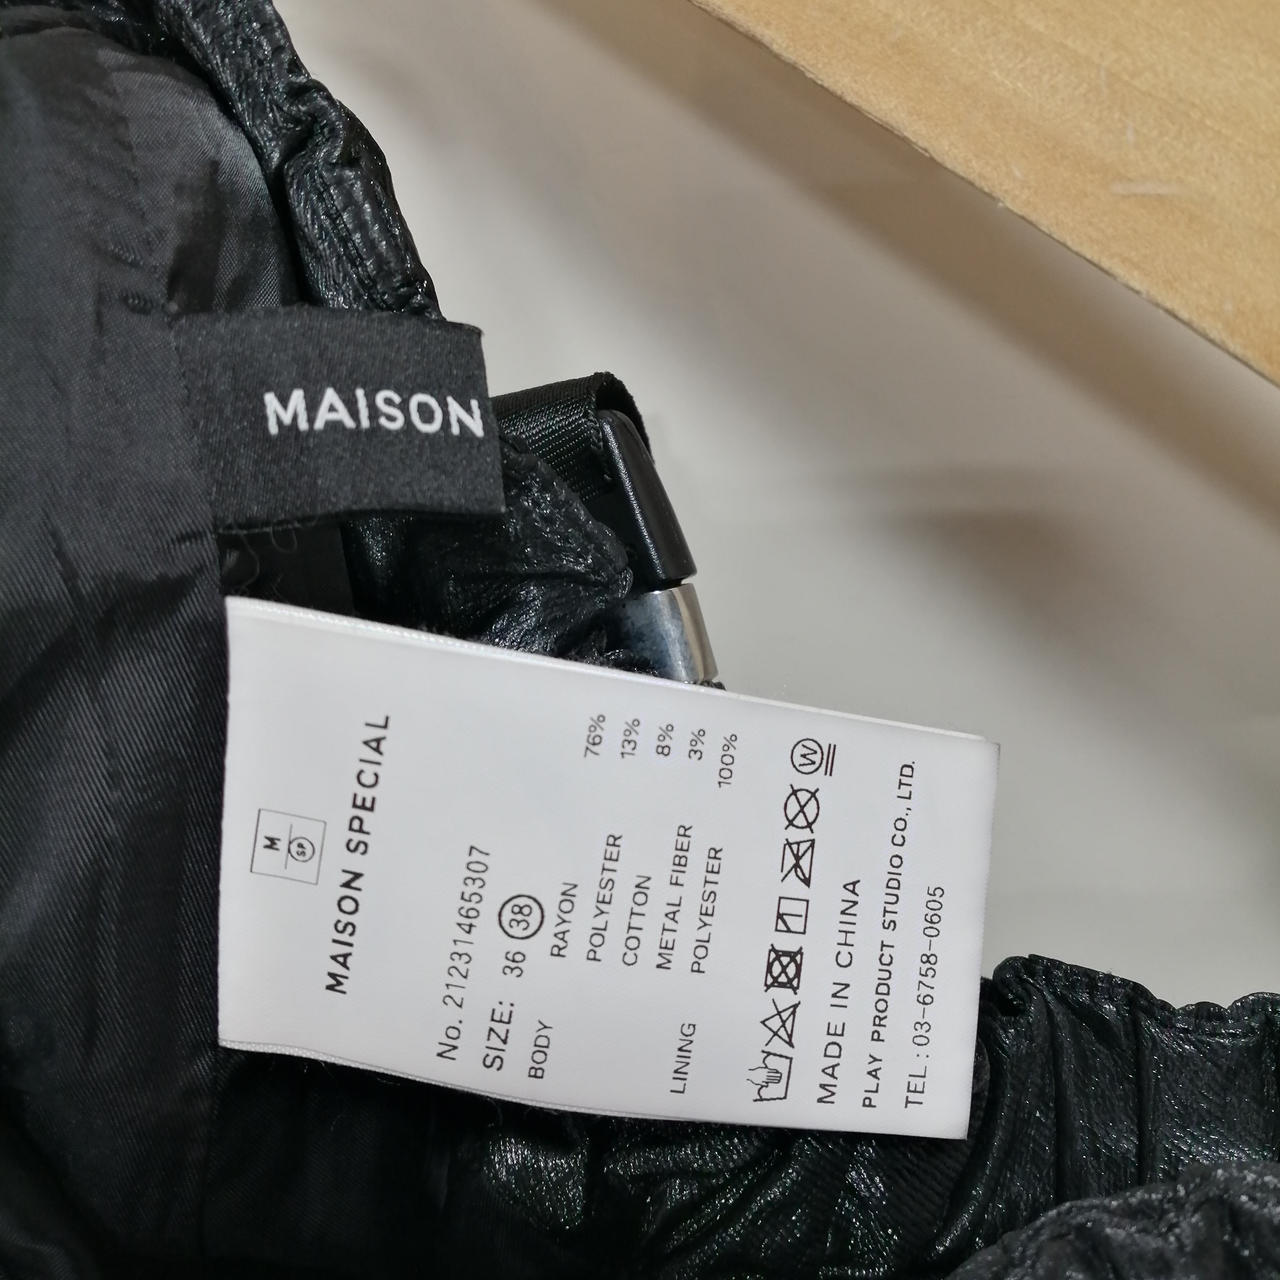 MAISON
M
SP
MAISON SPECIAL
No. 21231465307
SIZE: 36 38
BODY RAYON 76%
POLYESTER 13%
COTTON 8%
METAL FIBER 3%
LINING POLYESTER 100%
1 W
MADE IN CHINA
PLAY PRODUCT STUDIO CO., LTD.
TEL : 03-6758-0605